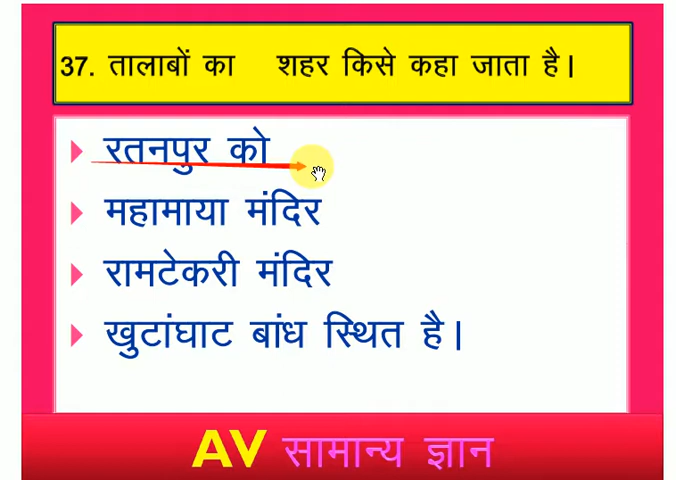 37. तालाबों का शहर किसे कहा जाता है।
रतनपुर को
महामाया मंदिर
रामटेकरी मंदिर
खुटांघाट बांध स्थित है।
AV सामान्य ज्ञान